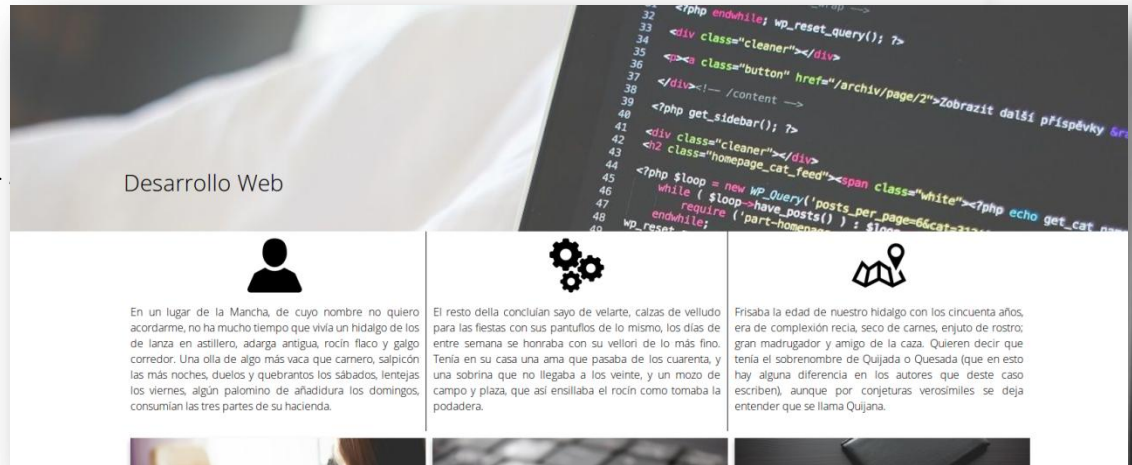 32 <?php endwhile; wp_reset_query(); ?>
33
34 <div class="cleaner"></div>
35
36 <p><a class="button" href="/archiv/page/2">Zobrazit další příspěvky
37
38 </div><!-- /content -->
39
40 <?php get_sidebar(); ?>
41
42 <div class="cleaner"></div>
43 <h2 class="homepage_cat_feed"><span class="white"><?php echo get_cat
44
45 <?php $loop = new WP_Query('posts_per_page=6&cat=
46 while ( $loop->have_posts() ) :
47 require ('part-homepage
48 endwhile;
49 wp_reset
Desarrollo Web
En un lugar de la Mancha, de cuyo nombre no quiero
acordarme, no ha mucho tiempo que vivía un hidalgo de los
de lanza en astillero, adarga antigua, rocín flaco y galgo
corredor. Una olla de algo más vaca que carnero, salpicón
las más noches, duelos y quebrantos los sábados, lentejas
los viernes, algún palomino de añadidura los domingos,
consumían las tres partes de su hacienda.
El resto della concluían sayo de velarte, calzas de velludo
para las fiestas con sus pantuflos de lo mismo, los días de
entre semana se honraba con su vellori de lo más fino.
Tenía en su casa una ama que pasaba de los cuarenta, y
una sobrina que no llegaba a los veinte, y un mozo de
campo y plaza, que así ensillaba el rocín como tomaba la
podadera.
Frisaba la edad de nuestro hidalgo con los cincuenta años,
era de complexión recia, seco de carnes, enjuto de rostro;
gran madrugador y amigo de la caza. Quieren decir que
tenía el sobrenombre de Quijada o Quesada (que en esto
hay alguna diferencia en los autores que deste caso
escriben), aunque por conjeturas verosímiles se deja
entender que se llama Quijana.